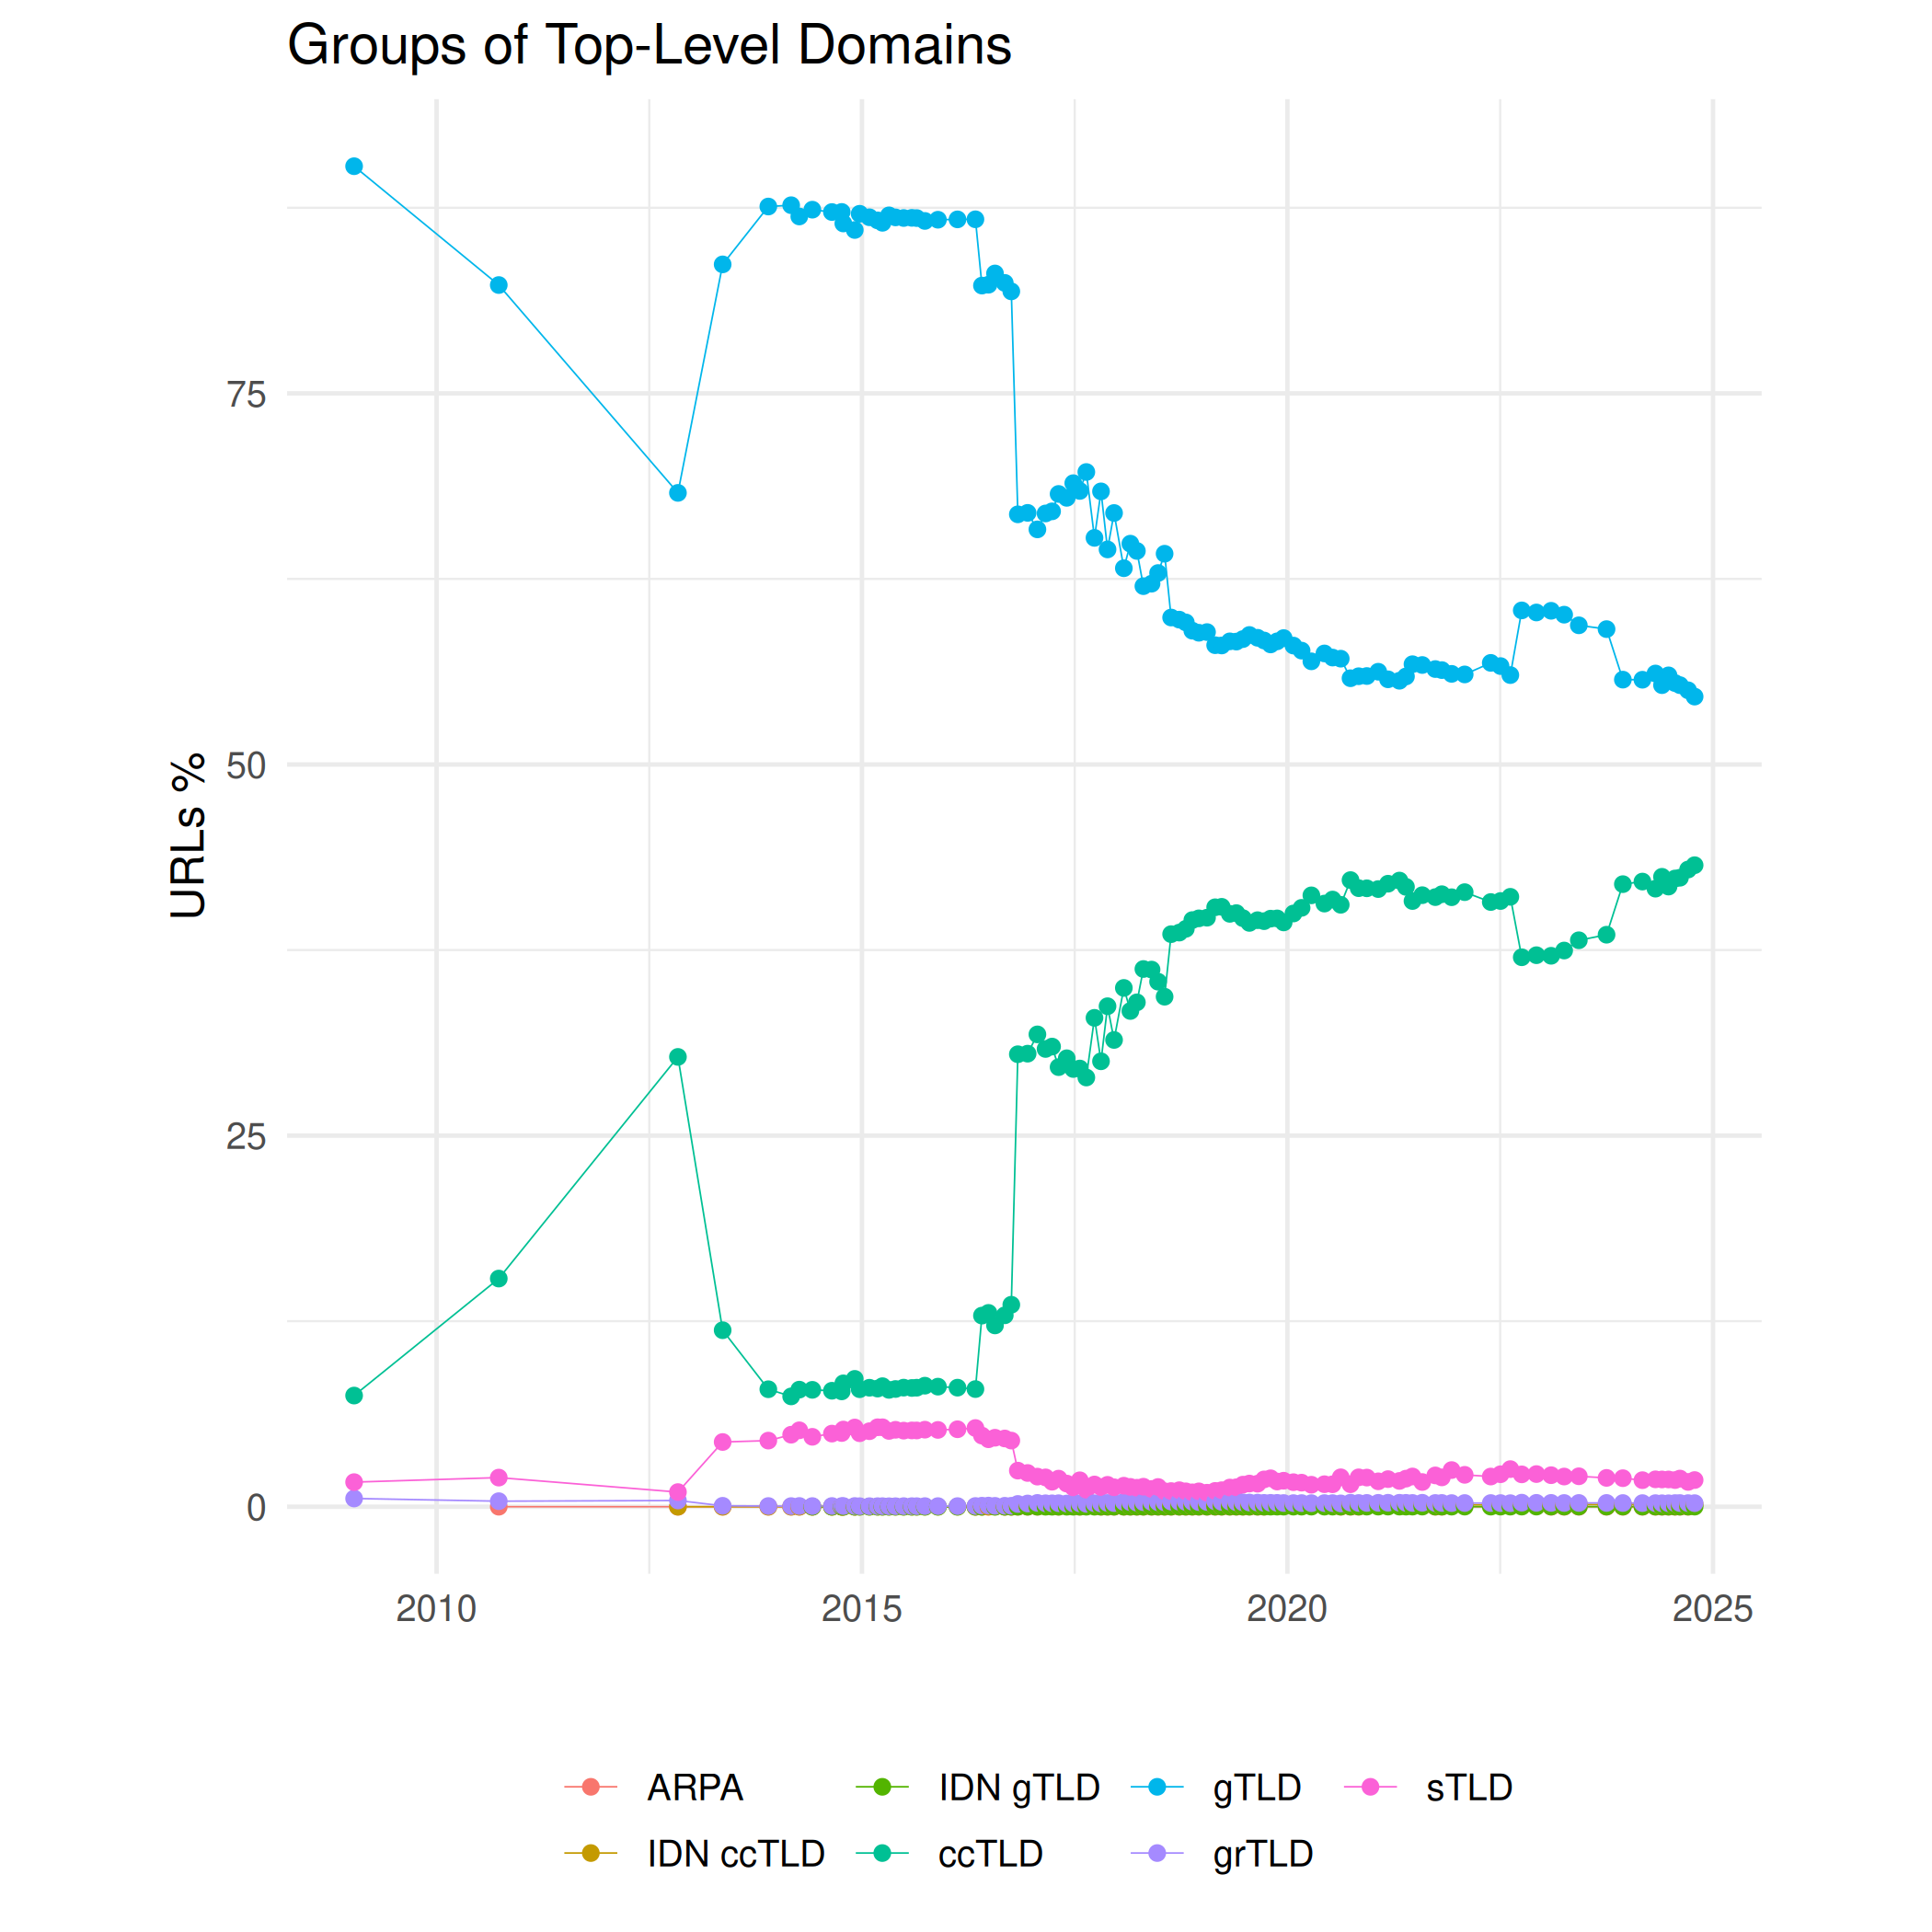 Groups of Top-Level Domains
URLs %
75
50
25
0
2010 2015 2020 2025
ARPA IDN gTLD gTLD sTLD
IDN ccTLD ccTLD grTLD